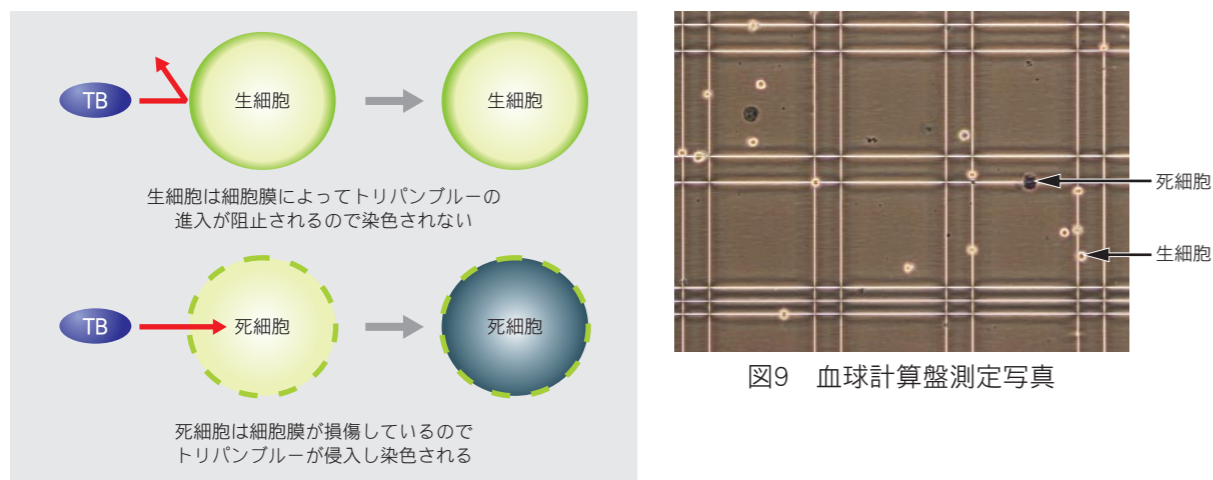 TB
生細胞
生細胞
生細胞は細胞膜によってトリパンブルーの
進入が阻止されるので染色されない
TB
死細胞
死細胞
死細胞は細胞膜が損傷しているので
トリパンブルーが侵入し染色される
死細胞
生細胞
図9 血球計算盤測定写真